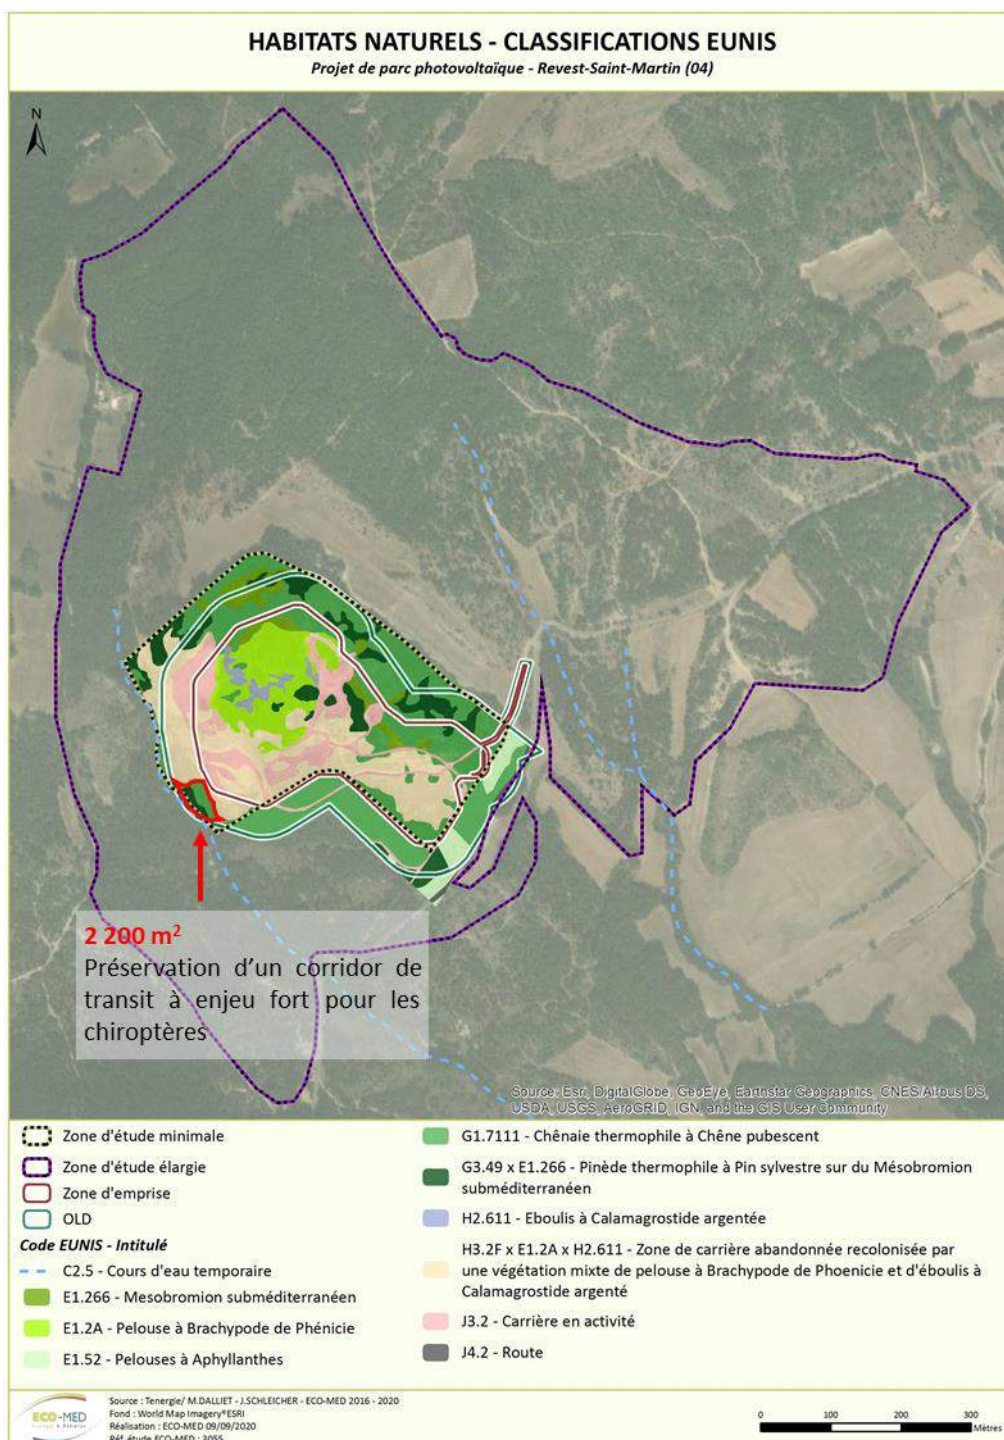 HABITATS NATURELS - CLASSIFICATIONS EUNIS
Projet de parc photovoltaïque - Revest-Saint-Martin (04)
N
2 200 m²
Préservation d'un corridor de
transit à enjeu fort pour les
chiroptères
Source: Esri, DigitalGlobe, GeoEye, Earthstar Geographics, CNES/Airbus DS,
USDA, USGS, AeroGRID, IGN, and the GIS User Community
Zone d'étude minimale
Zone d'étude élargie
Zone d'emprise
OLD
Code EUNIS - Intitulé
C2.5 - Cours d'eau temporaire
E1.266 - Mesobromion subméditerranéen
E1.2A - Pelouse à Brachypode de Phénicie
E1.52 - Pelouses à Aphyllanthes
G1.7111 - Chênaie thermophile à Chêne pubescent
G3.49 x E1.266 - Pinède thermophile à Pin sylvestre sur du Mésobromion
subméditerranéen
H2.611 - Eboulis à Calamagrostide argentée
H3.2F x E1.2A x H2.611 - Zone de carrière abandonnée recolonisée par
une végétation mixte de pelouse à Brachypode de Phoenicie et d'éboulis à
Calamagrostide argenté
J3.2 - Carrière en activité
J4.2 - Route
ECO-MED
Source : Tenergie/ M.DALLIET - J.SCHLEICHER - ECO-MED 2016 - 2020
Fond : World Map Imagery®ESRI
Réalisation : ECO-MED 09/09/2020
Réf. étude ECO-MED : 3055
0 100 200 300
Mètres